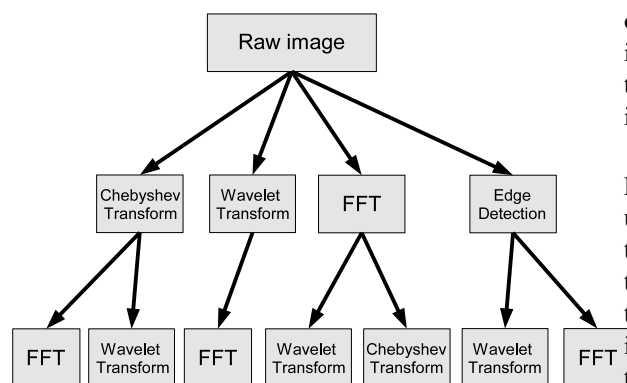 Raw image
Chebyshev
Transform
Wavelet
Transform
FFT
Edge
Detection
FFT
Wavelet
Transform
FFT
Wavelet
Transform
Chebyshev
Transform
Wavelet
Transform
FFT